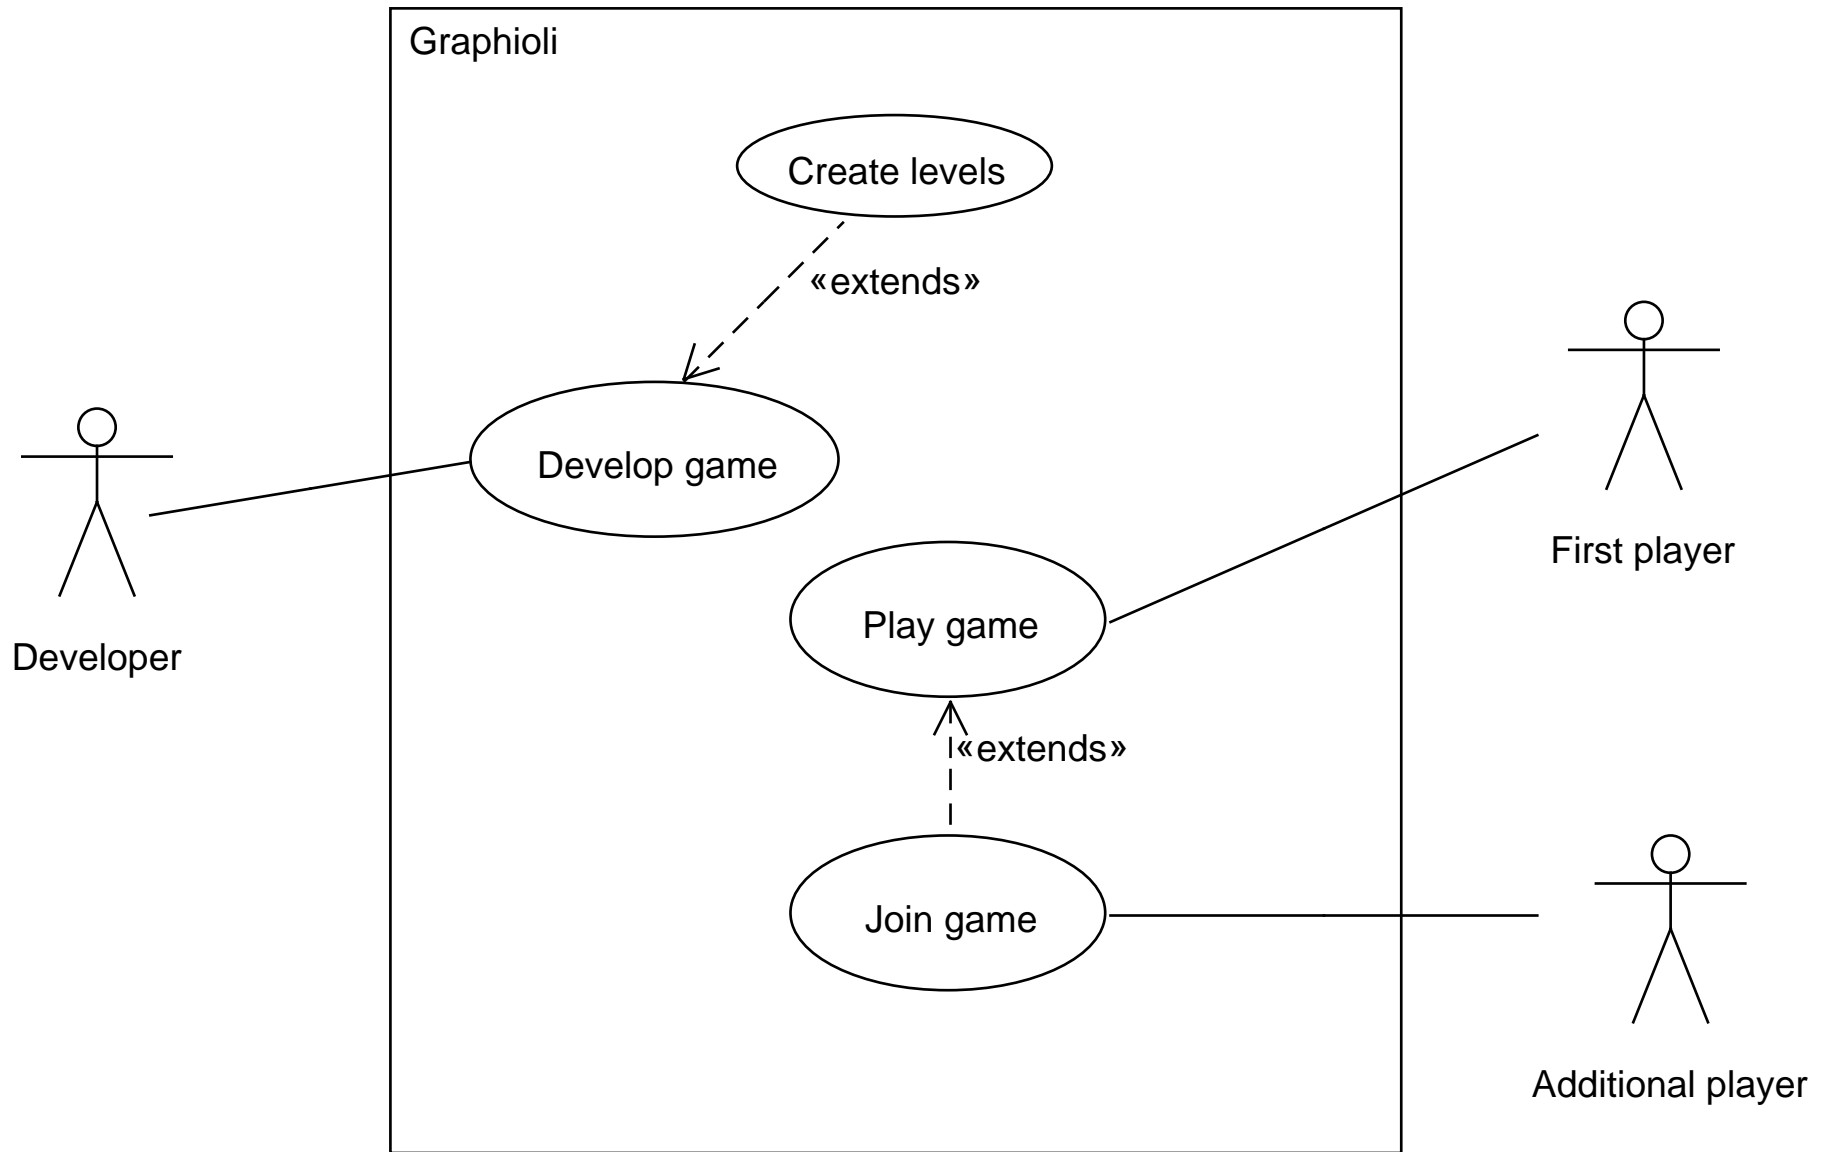 Graphioli
Create levels
«extends»
Develop game
Developer
First player
Play game
«extends»
Join game
Additional player